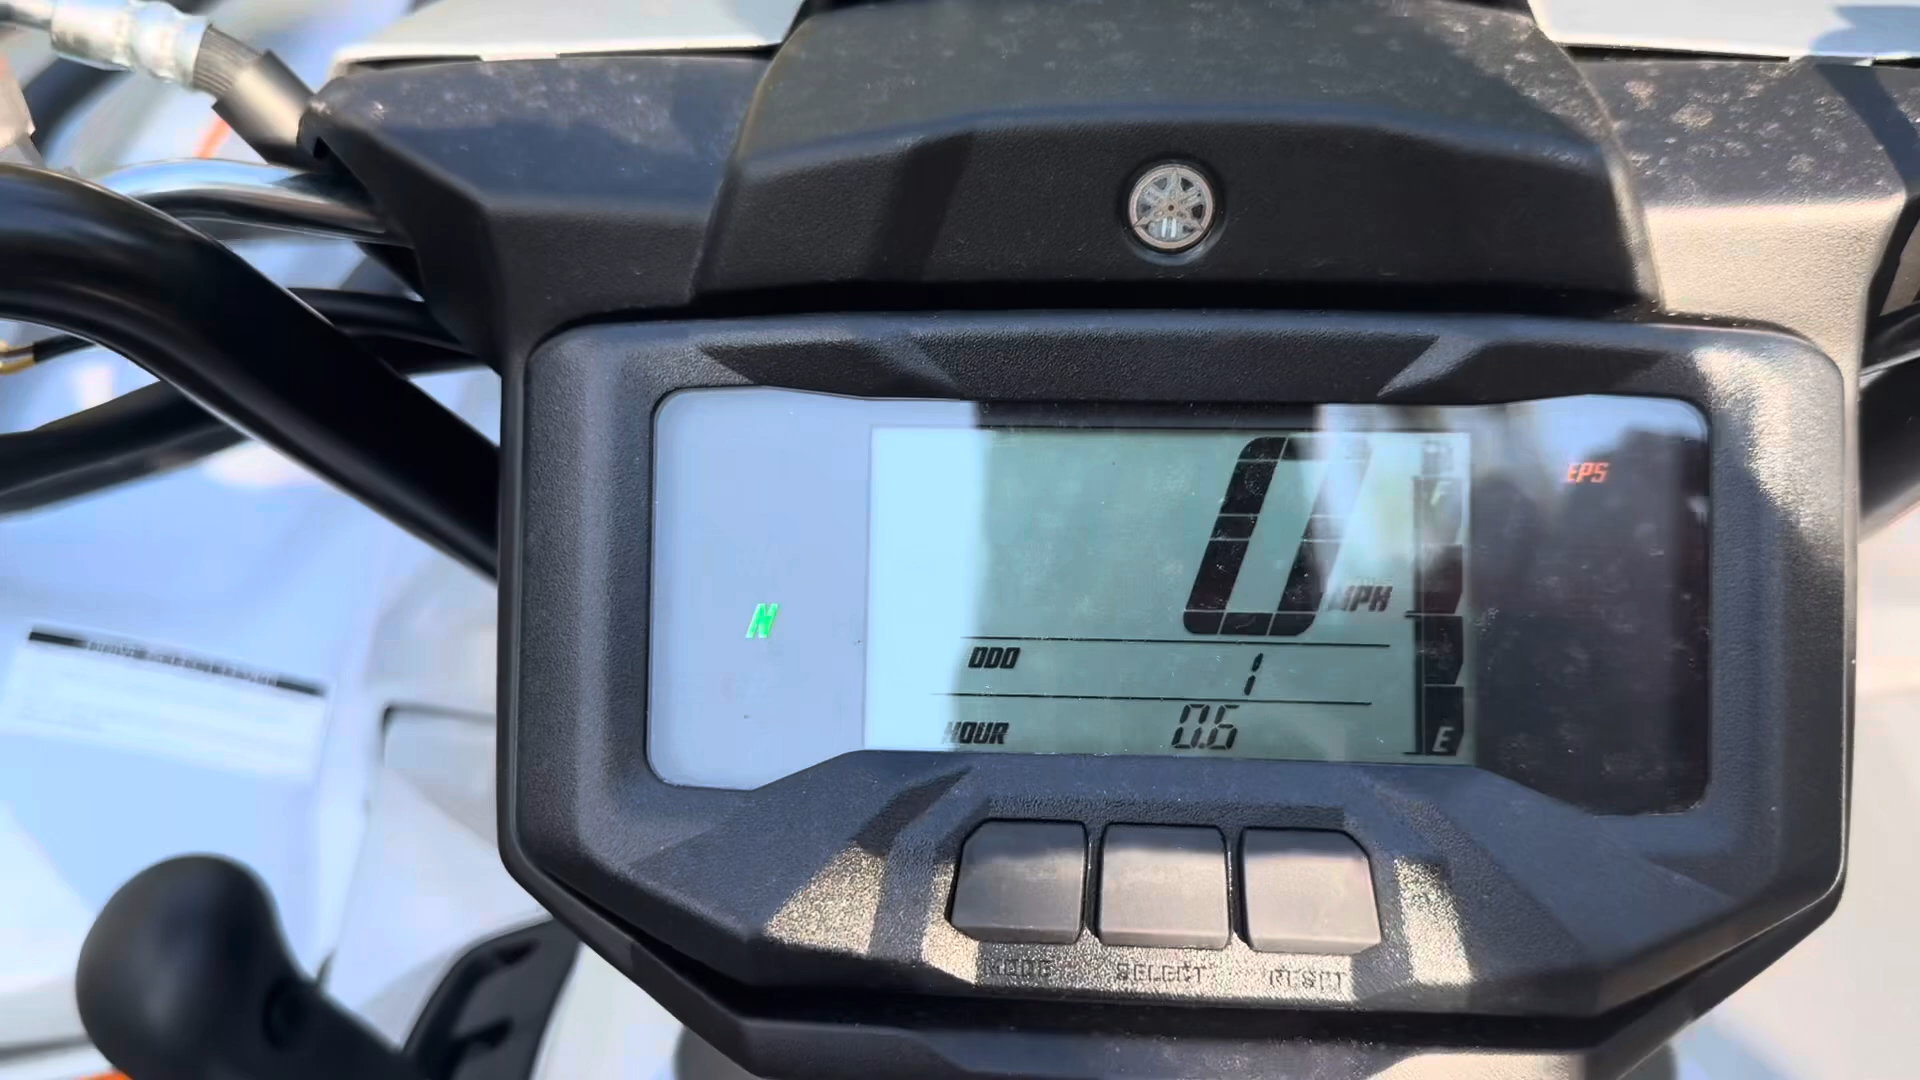 0 MPH
F
EPS
N
ODO 1
HOUR 0.6
E
MODE SELECT RESET